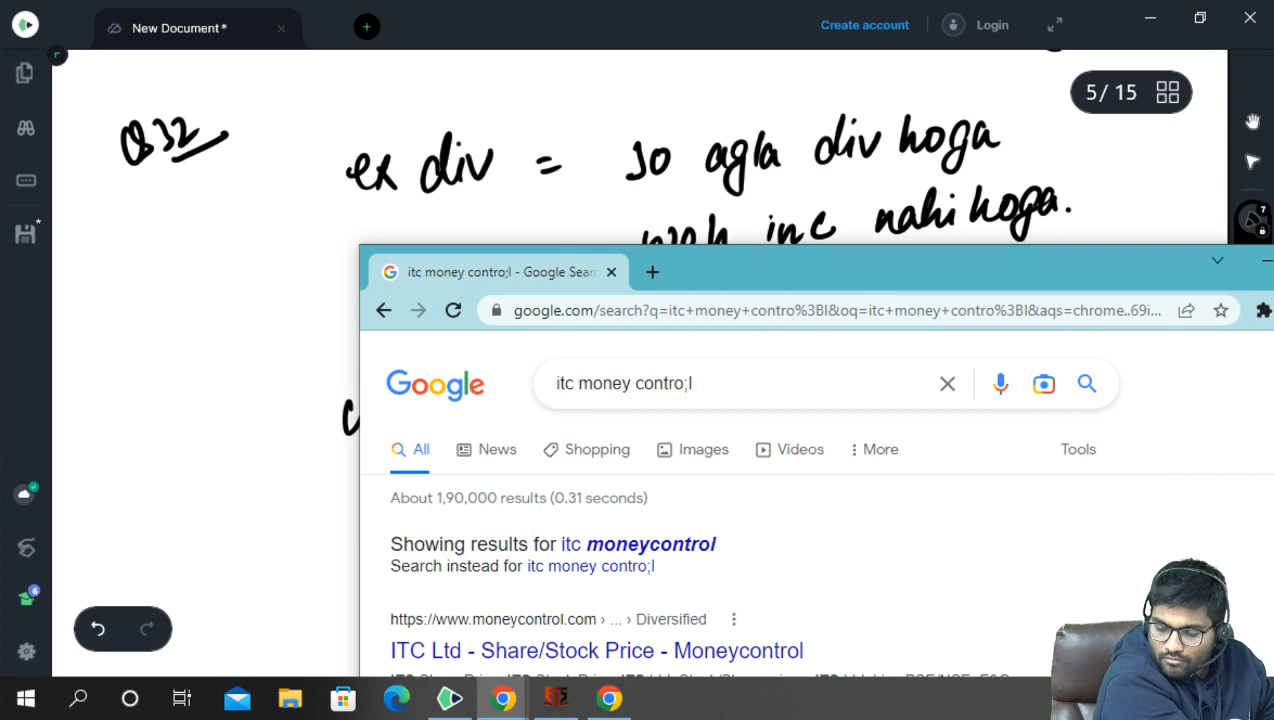 New Document *
Create account
Login
5 / 15
Q32
ex div = jo agla div hoga
woh inc nahi hoga.
7
itc money contro;l - Google Sear
google.com/search?q=itc+money+contro%3Bl&oq=itc+money+contro%3Bl&aqs=chrome..69i...
Google
itc money contro;l
All
News
Shopping
Images
Videos
More
Tools
About 1,90,000 results (0.31 seconds)
Showing results for itc moneycontrol
Search instead for itc money contro;l
https://www.moneycontrol.com › ... › Diversified
ITC Ltd - Share/Stock Price - Moneycontrol
6